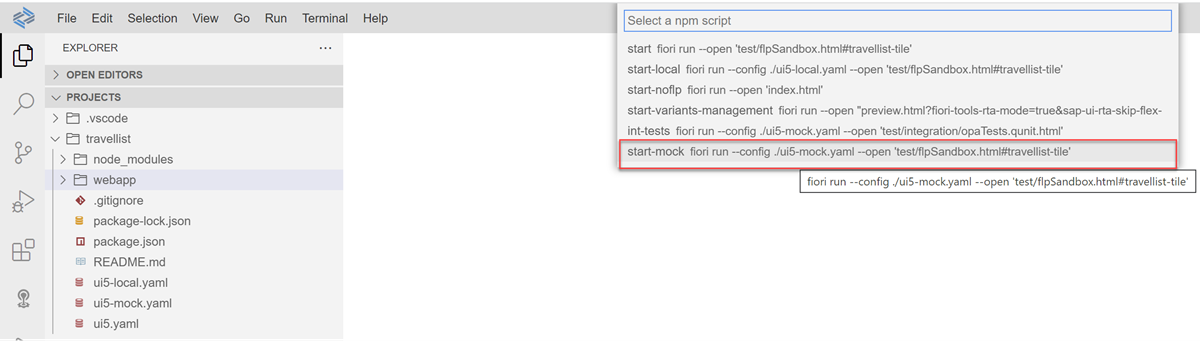 File Edit Selection View Go Run Terminal Help
EXPLORER ...
OPEN EDITORS
PROJECTS
.vscode
travellist
node_modules
webapp
.gitignore
package-lock.json
package.json
README.md
ui5-local.yaml
ui5-mock.yaml
ui5.yaml
Select a npm script
start fiori run --open 'test/flpSandbox.html#travellist-tile'
start-local fiori run --config ./ui5-local.yaml --open 'test/flpSandbox.html#travellist-tile'
start-noflp fiori run --open 'index.html'
start-variants-management fiori run --open "preview.html?fiori-tools-rta-mode=true&sap-ui-rta-skip-flex-
int-tests fiori run --config ./ui5-mock.yaml --open 'test/integration/opaTests.qunit.html'
start-mock fiori run --config ./ui5-mock.yaml --open 'test/flpSandbox.html#travellist-tile'
fiori run --config ./ui5-mock.yaml --open 'test/flpSandbox.html#travellist-tile'